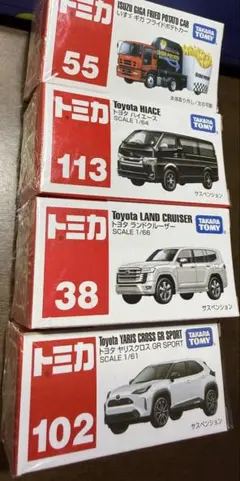 トミカ
55
ISUZU GIGA FRIED POTATO CAR
いすゞ ギガ フライドポテトカー
TAKARA TOMY
トミカ
113
Toyota HIACE
トヨタ ハイエース
SCALE 1/64
TAKARA TOMY
サスペンション
トミカ
38
Toyota LAND CRUISER
トヨタ ランドクルーザー
SCALE 1/66
TAKARA TOMY
サスペンション
トミカ
102
Toyota YARIS CROSS GR SPORT
トヨタ ヤリスクロス GR SPORT
SCALE 1/61
TAKARA TOMY
サスペンション